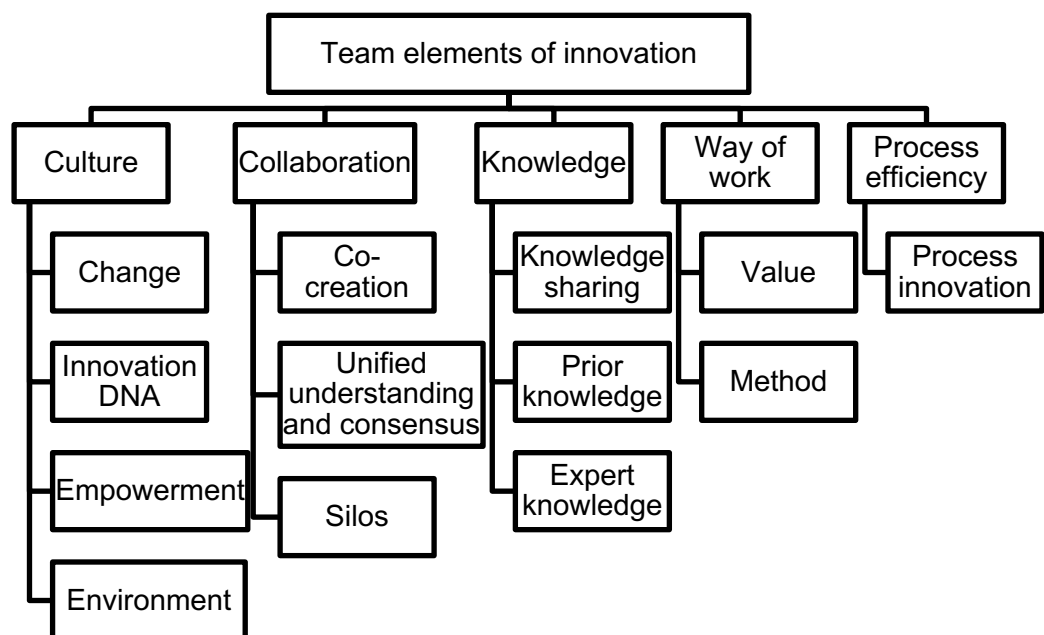 Team elements of innovation
Culture
Collaboration
Knowledge
Way of
work
Process
efficiency
Change
Innovation
DNA
Empowerment
Environment
Co-
creation
Unified
understanding
and consensus
Silos
Knowledge
sharing
Prior
knowledge
Expert
knowledge
Value
Method
Process
innovation